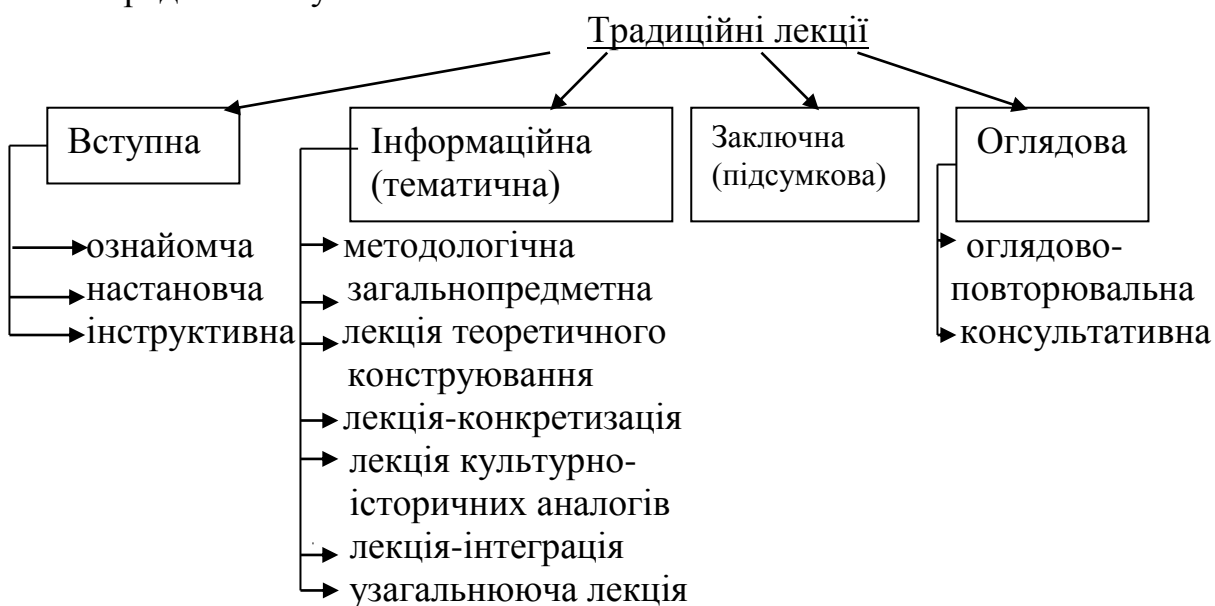 Традиційні лекції
Вступна
ознайомча
настановча
інструктивна
Інформаційна
(тематична)
методологічна
загальнопредметна
лекція теоретичного
конструювання
лекція-конкретизація
лекція культурно-
історичних аналогів
лекція-інтеграція
узагальнююча лекція
Заключна
(підсумкова)
Оглядова
оглядово-
повторювальна
консультативна